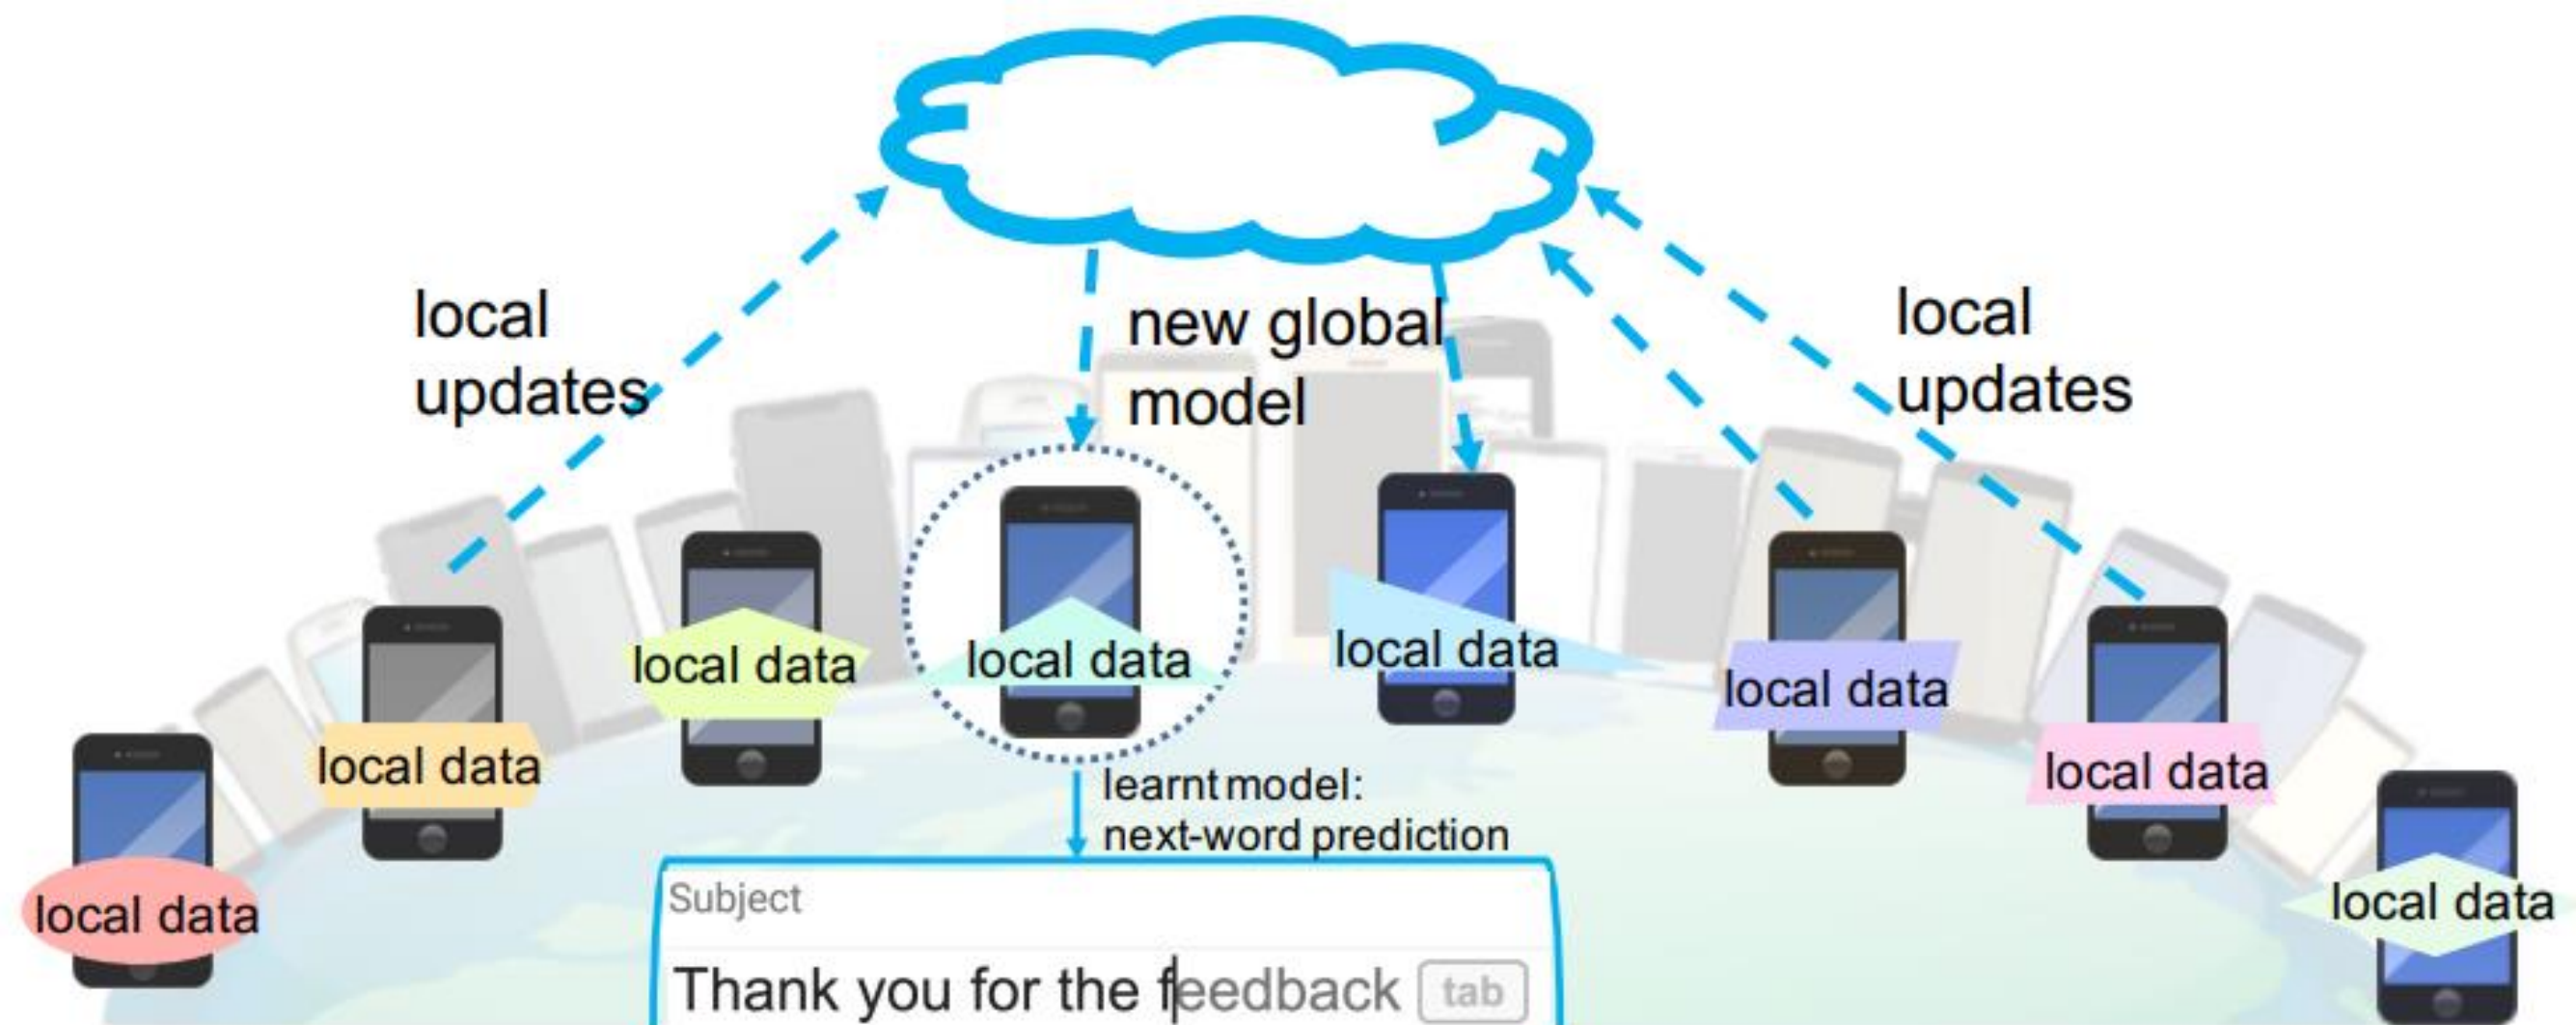 local
updates
new global
model
local
updates
local data
local data
local data
local data
local data
local data
local data
local data
learnt model:
next-word prediction
Subject
Thank you for the feedback tab